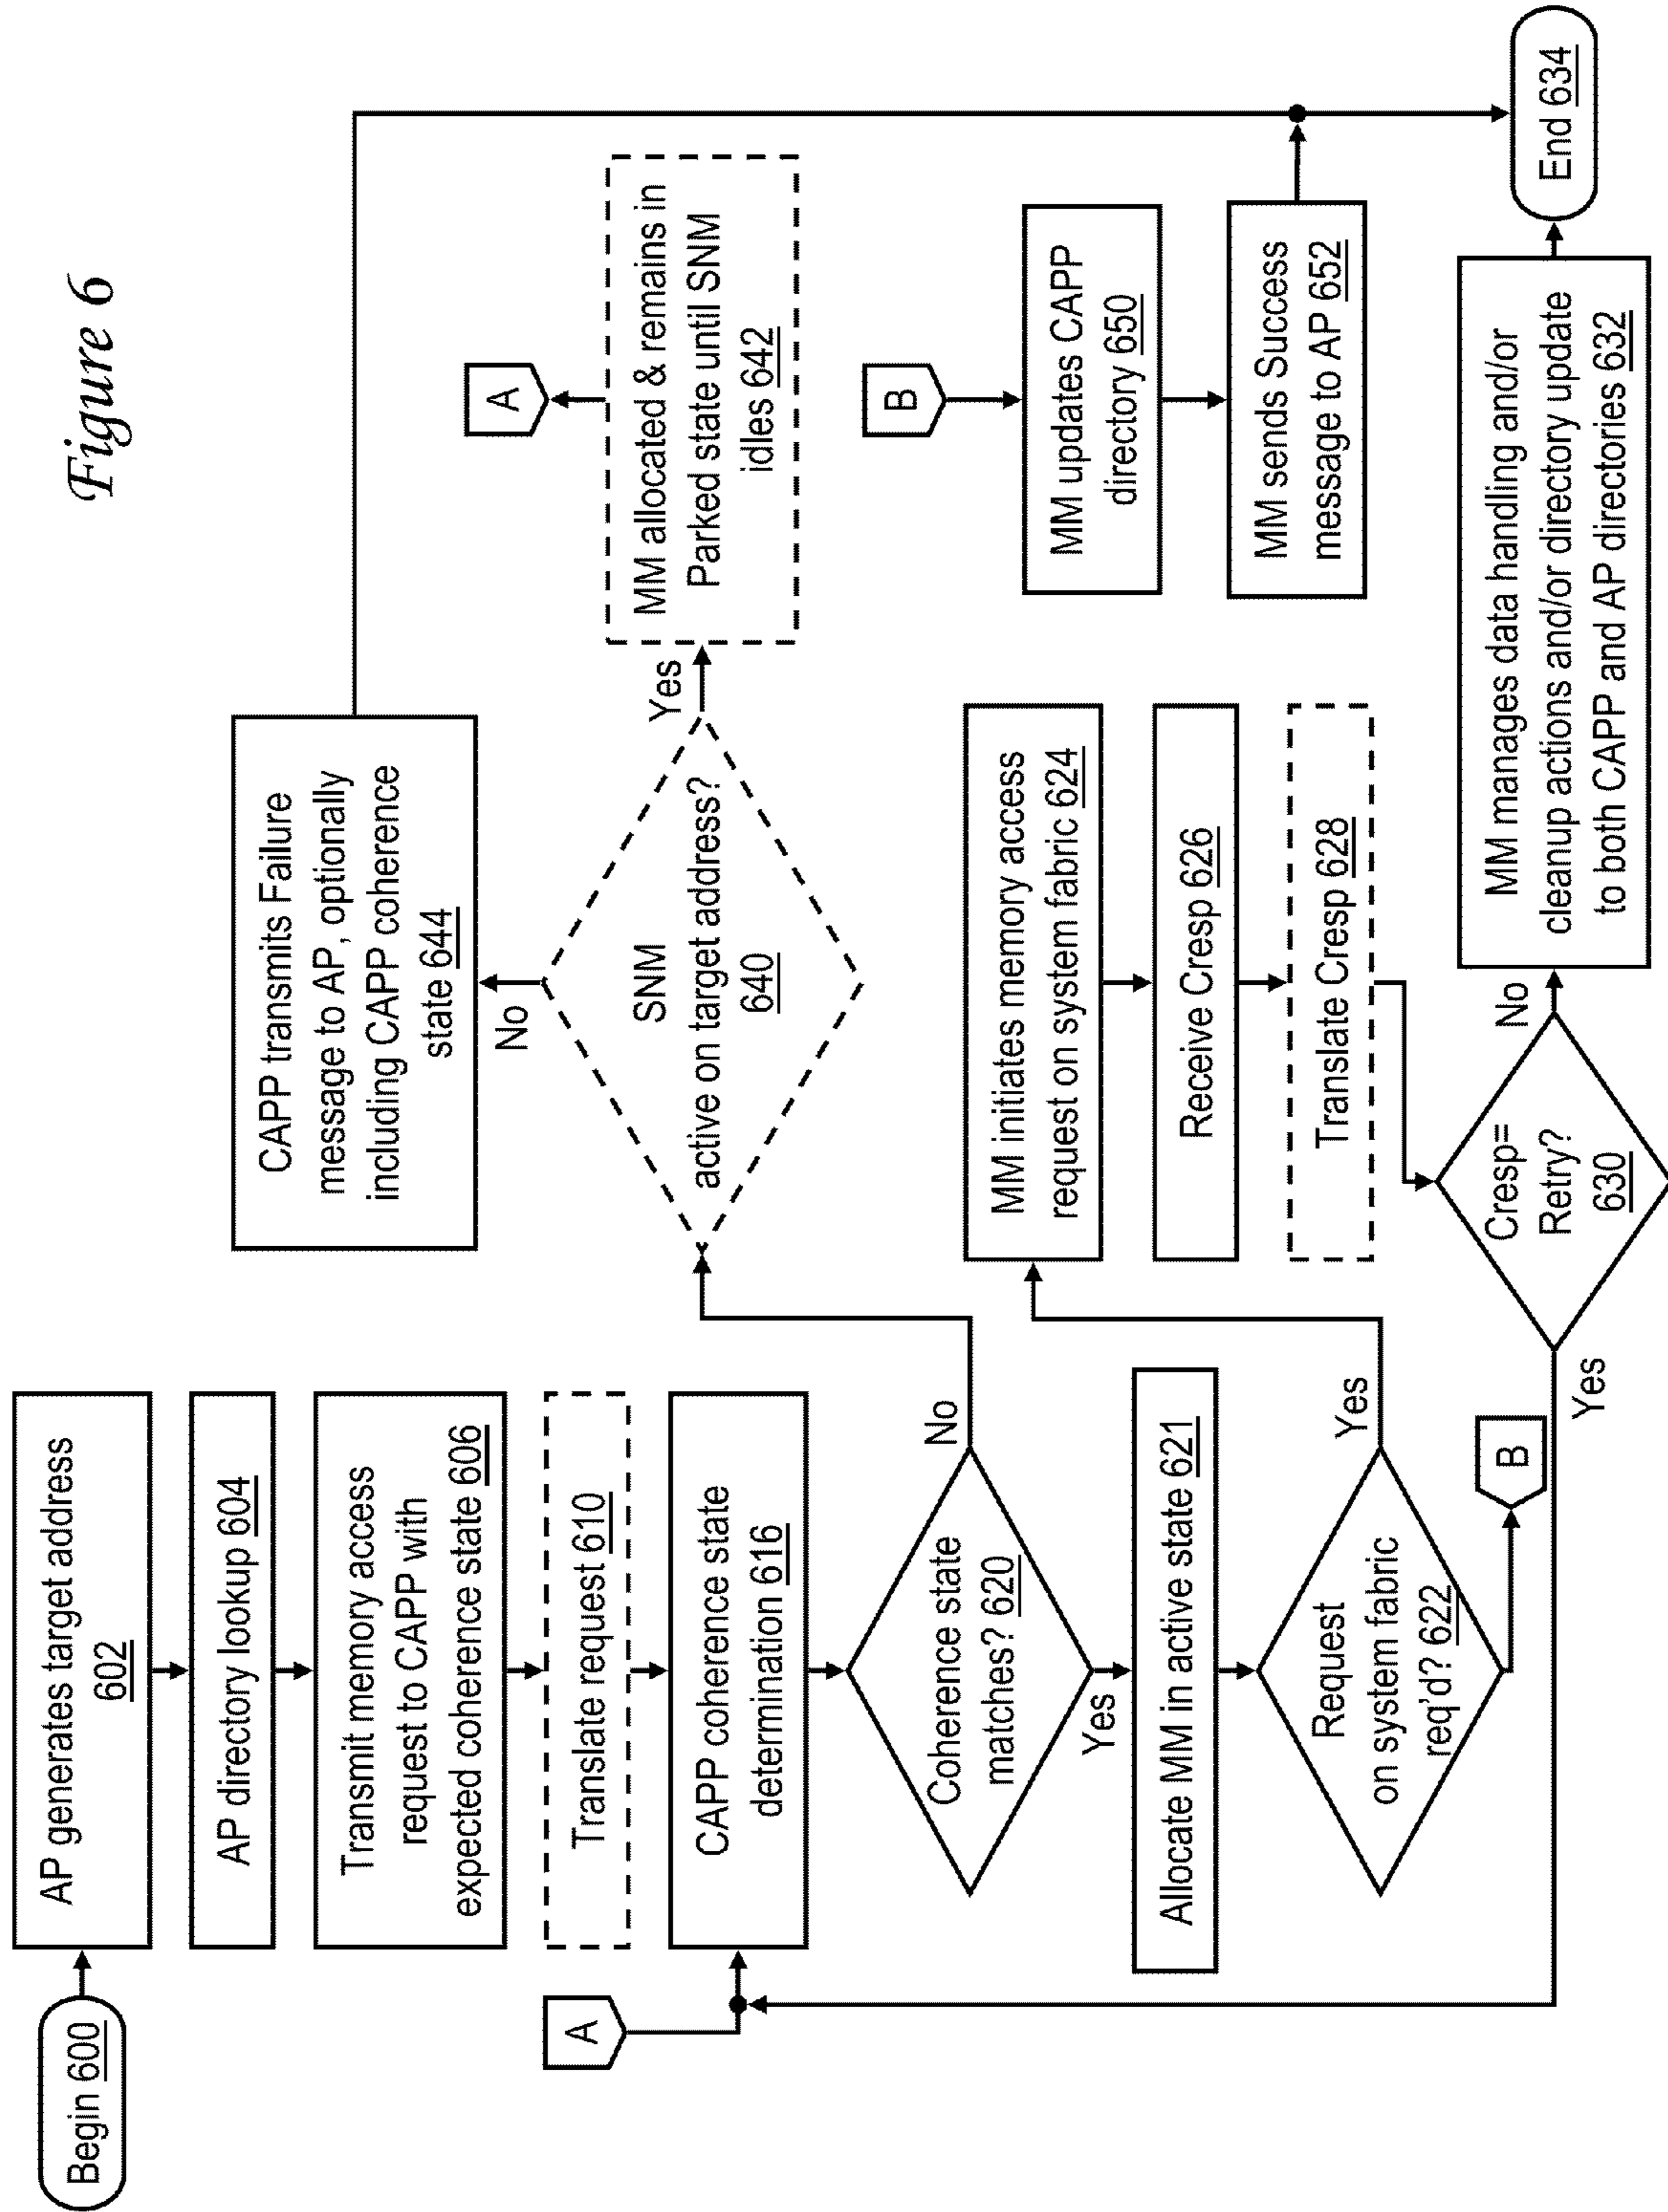 Figure 6
Begin 600
AP generates target address
602
AP directory lookup 604
Transmit memory access
request to CAPP with
expected coherence state 606
Translate request 610
A
CAPP coherence state
determination 616
Coherence state
matches? 620
No
Yes
Allocate MM in active state 621
Request
on system fabric
req'd? 622
Yes
B
CAPP transmits Failure
message to AP, optionally
including CAPP coherence
state 644
No
SNM
active on target address?
640
Yes
MM allocated & remains in
Parked state until SNM
idles 642
A
MM initiates memory access
request on system fabric 624
Receive Cresp 626
Translate Cresp 628
Cresp=
Retry?
630
Yes
No
B
MM updates CAPP
directory 650
MM sends Success
message to AP 652
MM manages data handling and/or
cleanup actions and/or directory update
to both CAPP and AP directories 632
End 634